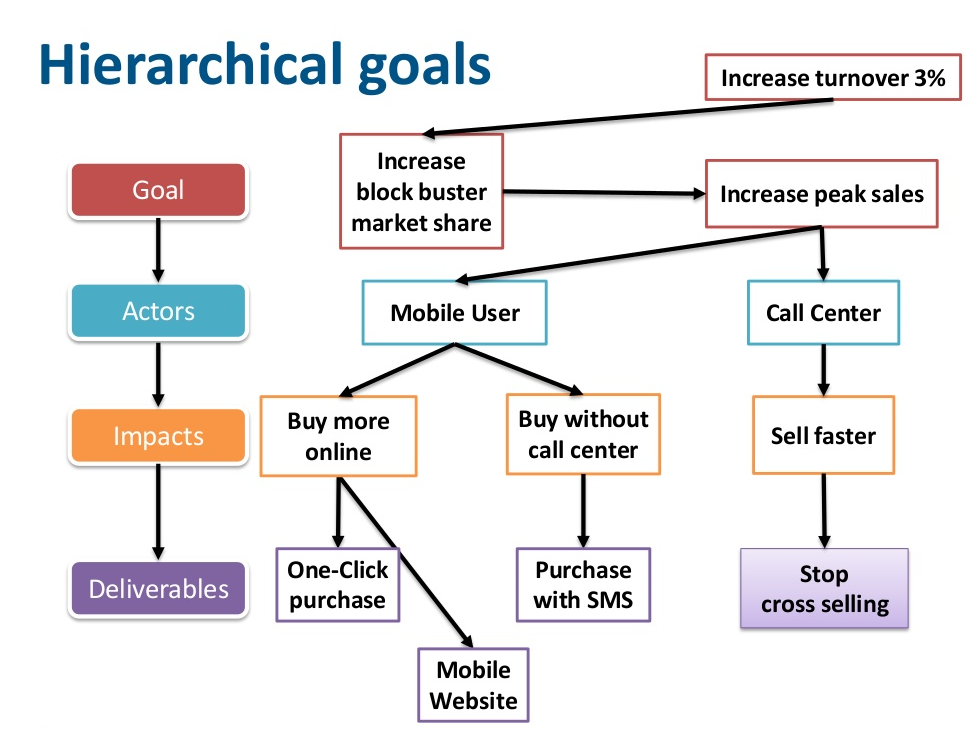 Hierarchical goals
Increase turnover 3%
Increase
block buster
market share
Increase peak sales
Goal
Actors
Mobile User
Call Center
Impacts
Buy more
online
Buy without
call center
Sell faster
Deliverables
One-Click
purchase
Purchase
with SMS
Stop
cross selling
Mobile
Website